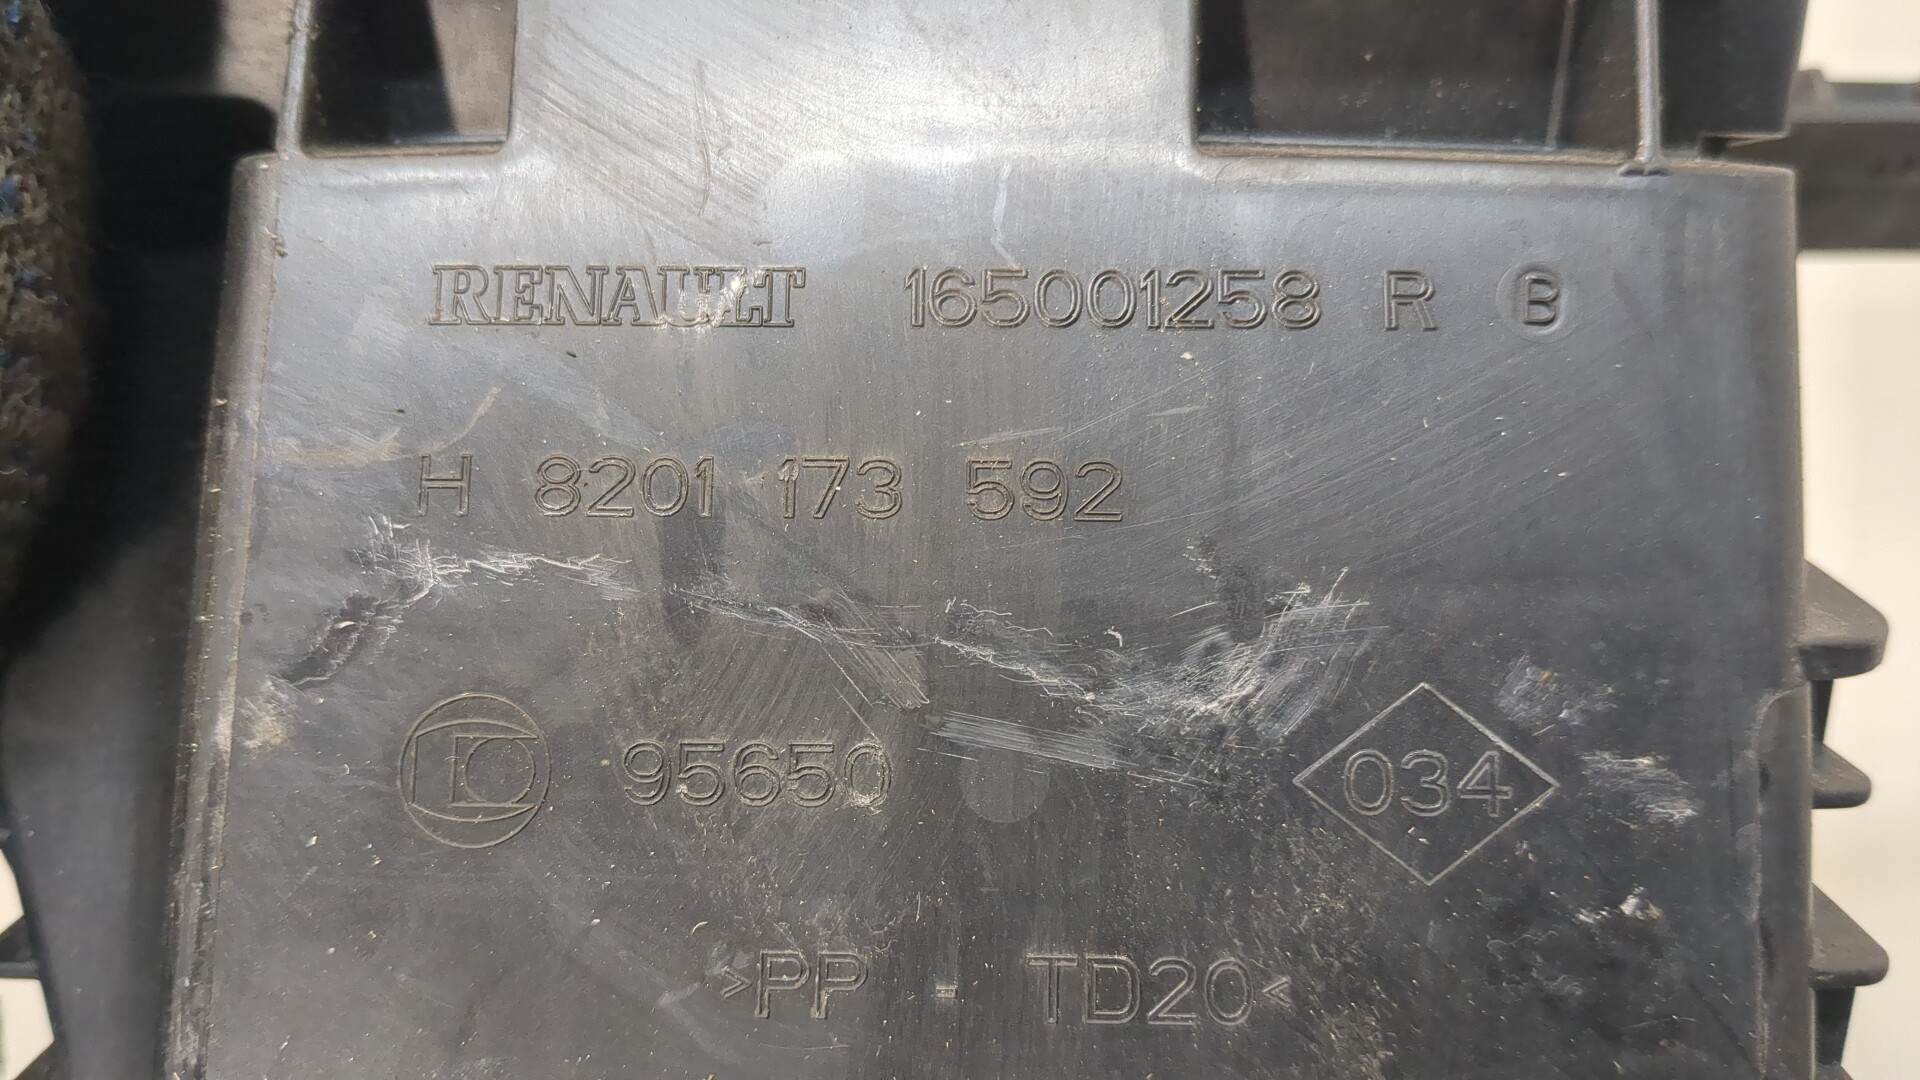 RENAULT 165001258 R B
H 8201 173 592
95650 034
>PP - TD20<